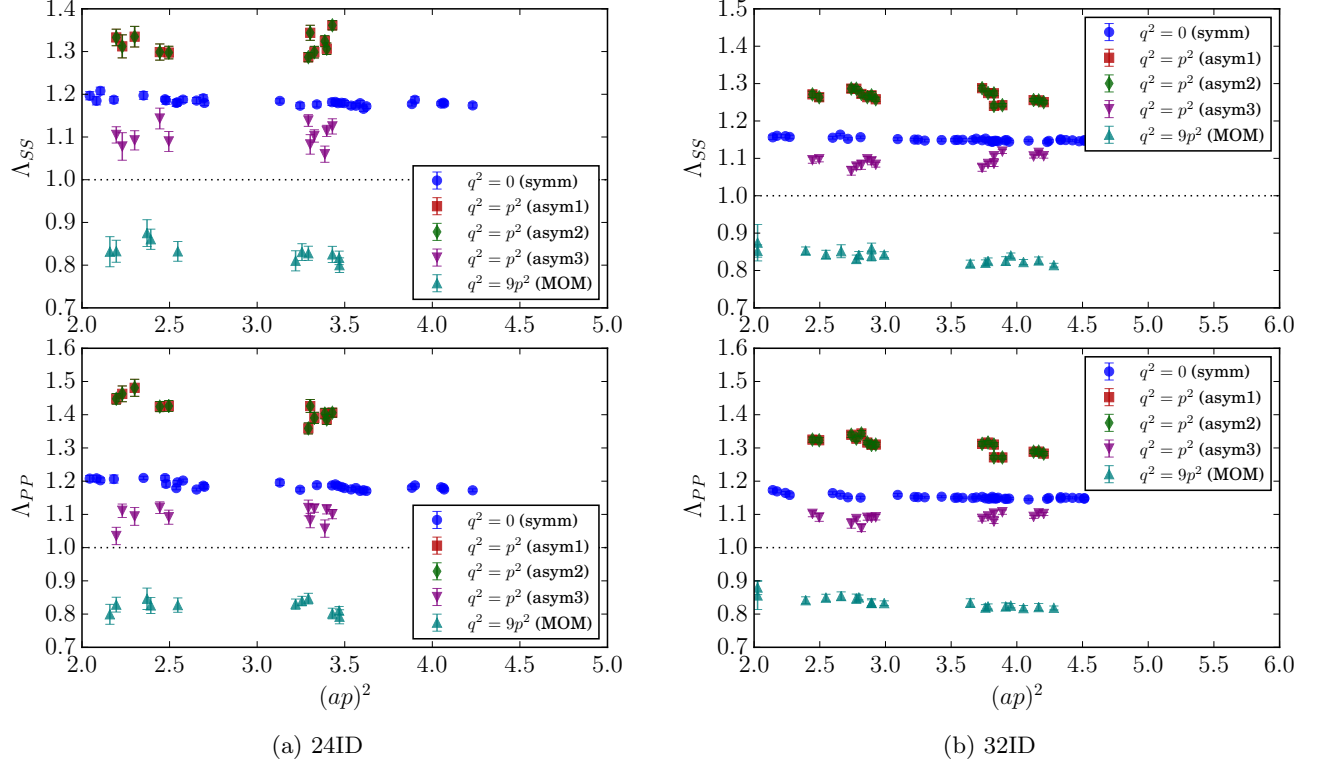 1.4
1.3
1.2
1.1
1.0
0.9
0.8
0.7
Λ_SS
q² = 0 (symm)
q² = p² (asym1)
q² = p² (asym2)
q² = p² (asym3)
q² = 9p² (MOM)
2.0 2.5 3.0 3.5 4.0 4.5 5.0
1.6
1.5
1.4
1.3
1.2
1.1
1.0
0.9
0.8
0.7
Λ_PP
q² = 0 (symm)
q² = p² (asym1)
q² = p² (asym2)
q² = p² (asym3)
q² = 9p² (MOM)
2.0 2.5 3.0 3.5 4.0 4.5 5.0
(ap)²
(a) 24ID
1.5
1.4
1.3
1.2
1.1
1.0
0.9
0.8
0.7
Λ_SS
q² = 0 (symm)
q² = p² (asym1)
q² = p² (asym2)
q² = p² (asym3)
q² = 9p² (MOM)
2.0 2.5 3.0 3.5 4.0 4.5 5.0 5.5 6.0
1.6
1.5
1.4
1.3
1.2
1.1
1.0
0.9
0.8
0.7
Λ_PP
q² = 0 (symm)
q² = p² (asym1)
q² = p² (asym2)
q² = p² (asym3)
q² = 9p² (MOM)
2.0 2.5 3.0 3.5 4.0 4.5 5.0 5.5 6.0
(ap)²
(b) 32ID